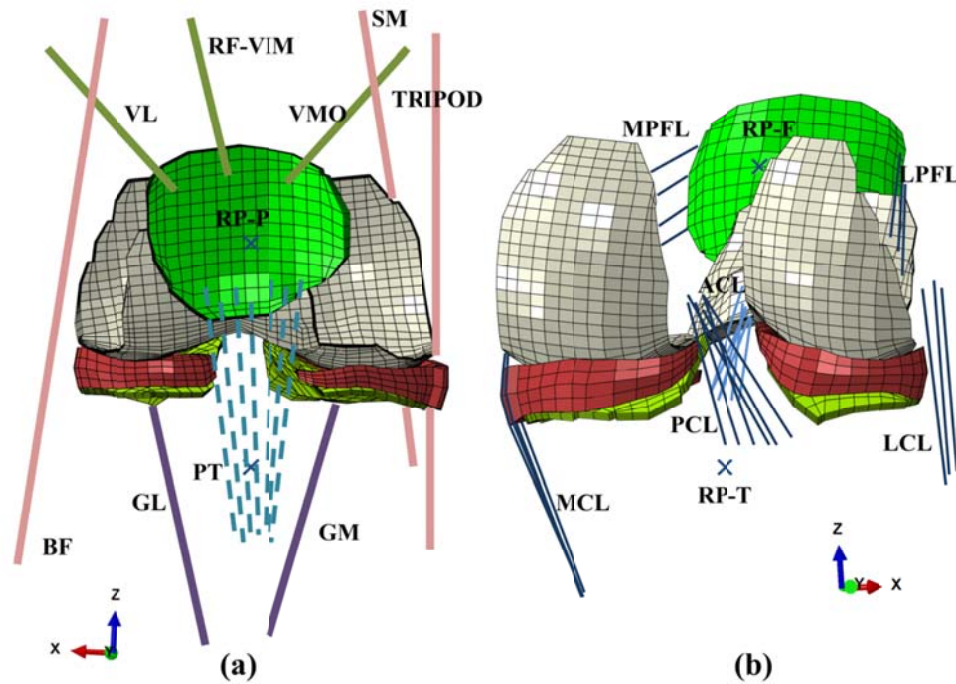 SM
RF-VIM
VL
VMO
TRIPOD
RP-P
PT
GL
GM
BF
Z
X
Y
(a)
MPFL
RP-F
LPFL
ACL
PCL
LCL
RP-T
MCL
Z
Y
X
(b)